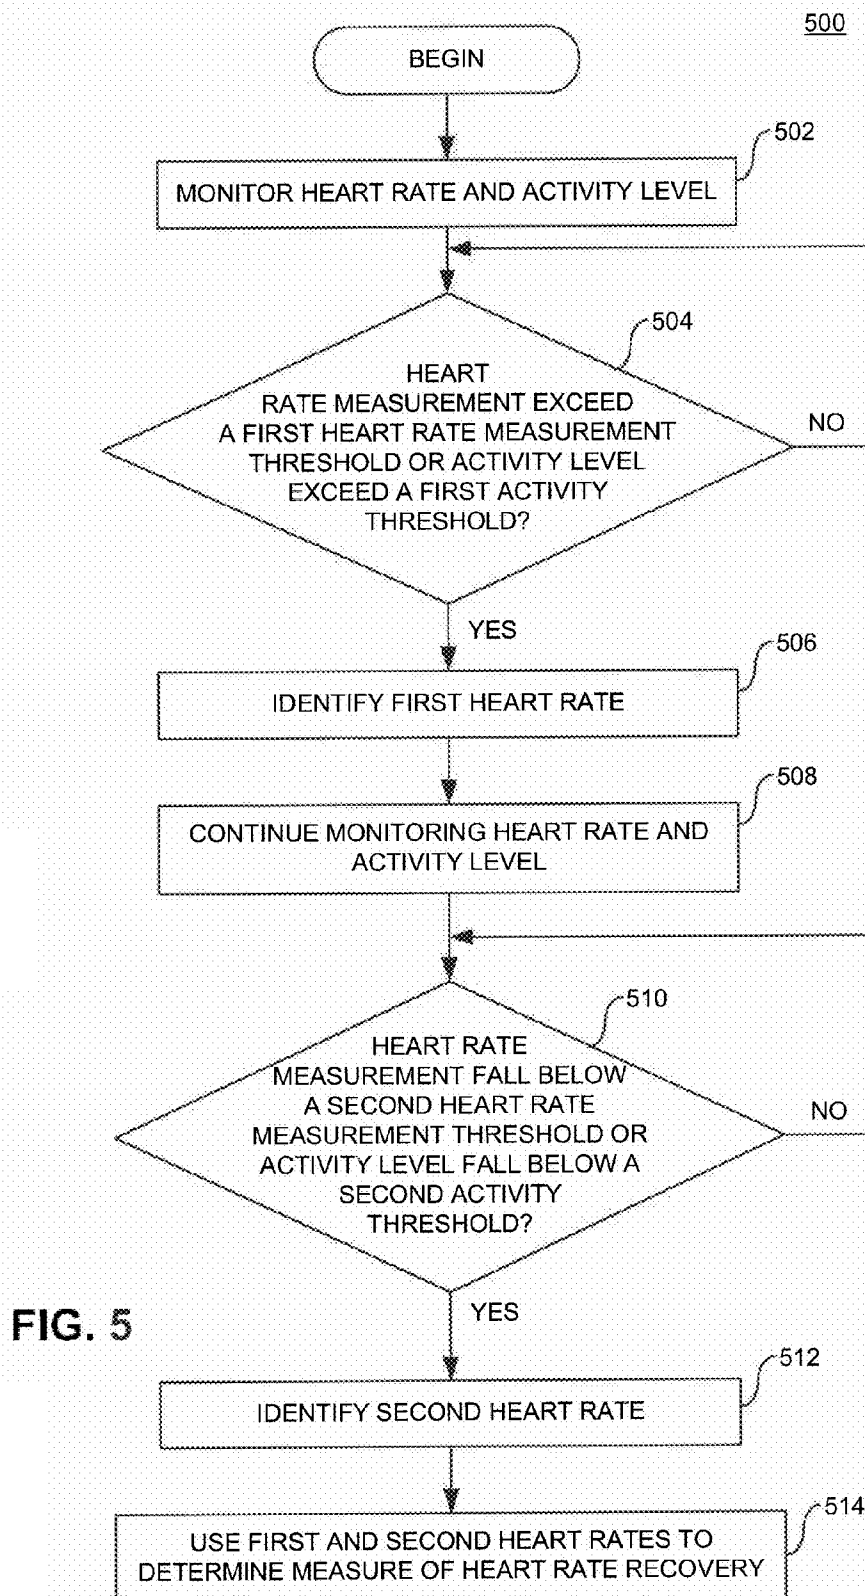 500
BEGIN
502
MONITOR HEART RATE AND ACTIVITY LEVEL
504
HEART
RATE MEASUREMENT EXCEED
A FIRST HEART RATE MEASUREMENT
THRESHOLD OR ACTIVITY LEVEL
EXCEED A FIRST ACTIVITY
THRESHOLD?
NO
YES
506
IDENTIFY FIRST HEART RATE
508
CONTINUE MONITORING HEART RATE AND
ACTIVITY LEVEL
510
HEART RATE
MEASUREMENT FALL BELOW
A SECOND HEART RATE
MEASUREMENT THRESHOLD OR
ACTIVITY LEVEL FALL BELOW A
SECOND ACTIVITY
THRESHOLD?
NO
YES
FIG. 5
512
IDENTIFY SECOND HEART RATE
514
USE FIRST AND SECOND HEART RATES TO
DETERMINE MEASURE OF HEART RATE RECOVERY